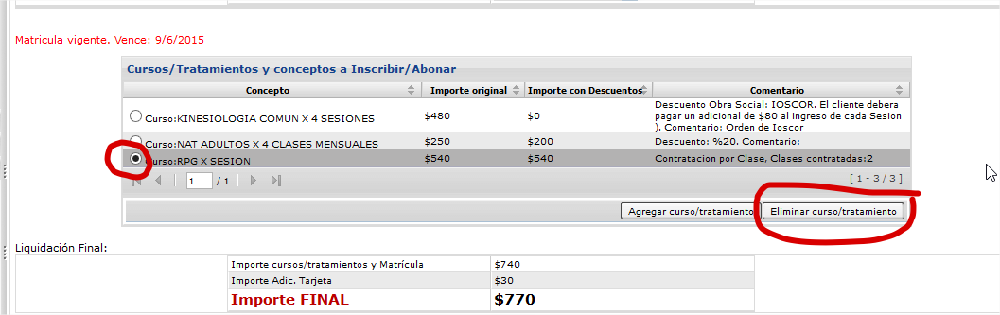 Matricula vigente. Vence: 9/6/2015
Cursos/Tratamientos y conceptos a Inscribir/Abonar
Concepto Importe original Importe con Descuentos Comentario
Curso:KINESIOLOGIA COMUN X 4 SESIONES $480 $0 Descuento Obra Social: IOSCOR. El cliente debera
pagar un adicional de $80 al ingreso de cada Sesion
). Comentario: Orden de Ioscor
Curso:NAT ADULTOS X 4 CLASES MENSUALES $250 $200 Descuento: %20. Comentario:
Curso:RPG X SESION $540 $540 Contratacion por Clase, Clases contratadas:2
1 / 1 [ 1 - 3 / 3 ]
Agregar curso/tratamiento Eliminar curso/tratamiento
Liquidación Final:
Importe cursos/tratamientos y Matrícula $740
Importe Adic. Tarjeta $30
Importe FINAL $770